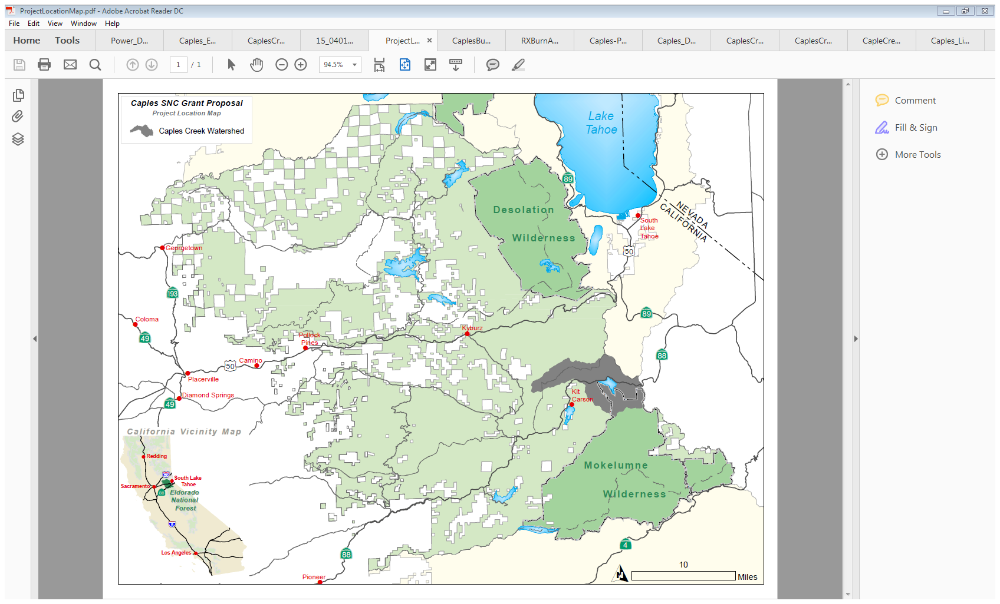 ProjectLocationMap.pdf - Adobe Acrobat Reader DC
File Edit View Window Help
Home Tools Power_D... Caples_E... CaplesCr... 15_0401... ProjectL... × CaplesBu... RXBurnA... Caples-P... Caples_D... CaplesCr... CaplesCr... CapleCre... Caples_Li...
1 / 1 94.5%
Comment
Fill & Sign
More Tools
Caples SNC Grant Proposal
Project Location Map
Caples Creek Watershed
Lake
Tahoe
89
Desolation
Wilderness
NEVADA
CALIFORNIA
South
Lake
Tahoe
50
Georgetown
193
Coloma
49
89
Kyburz
Pollock
Pines
88
Camino
50
Placerville
Diamond Springs
49
Kit
Carson
California Vicinity Map
Redding
80
South Lake
Tahoe
Sacramento
88
Eldorado
National
Forest
5
Los Angeles
Mokelumne
Wilderness
4
88
Pioneer
N
10
Miles